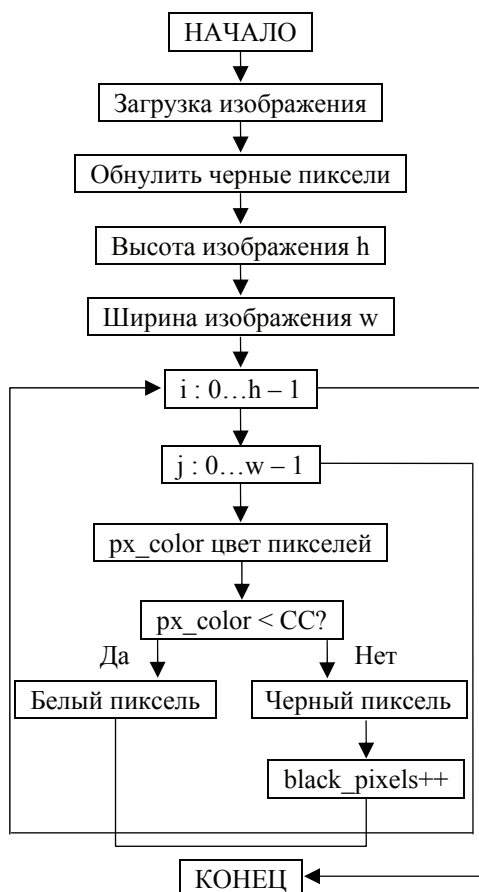 НАЧАЛО
Загрузка изображения
Обнулить черные пиксели
Высота изображения h
Ширина изображения w
i : 0…h – 1
j : 0…w – 1
px_color цвет пикселей
px_color < CC?
Да
Нет
Белый пиксель
Черный пиксель
black_pixels++
КОНЕЦ